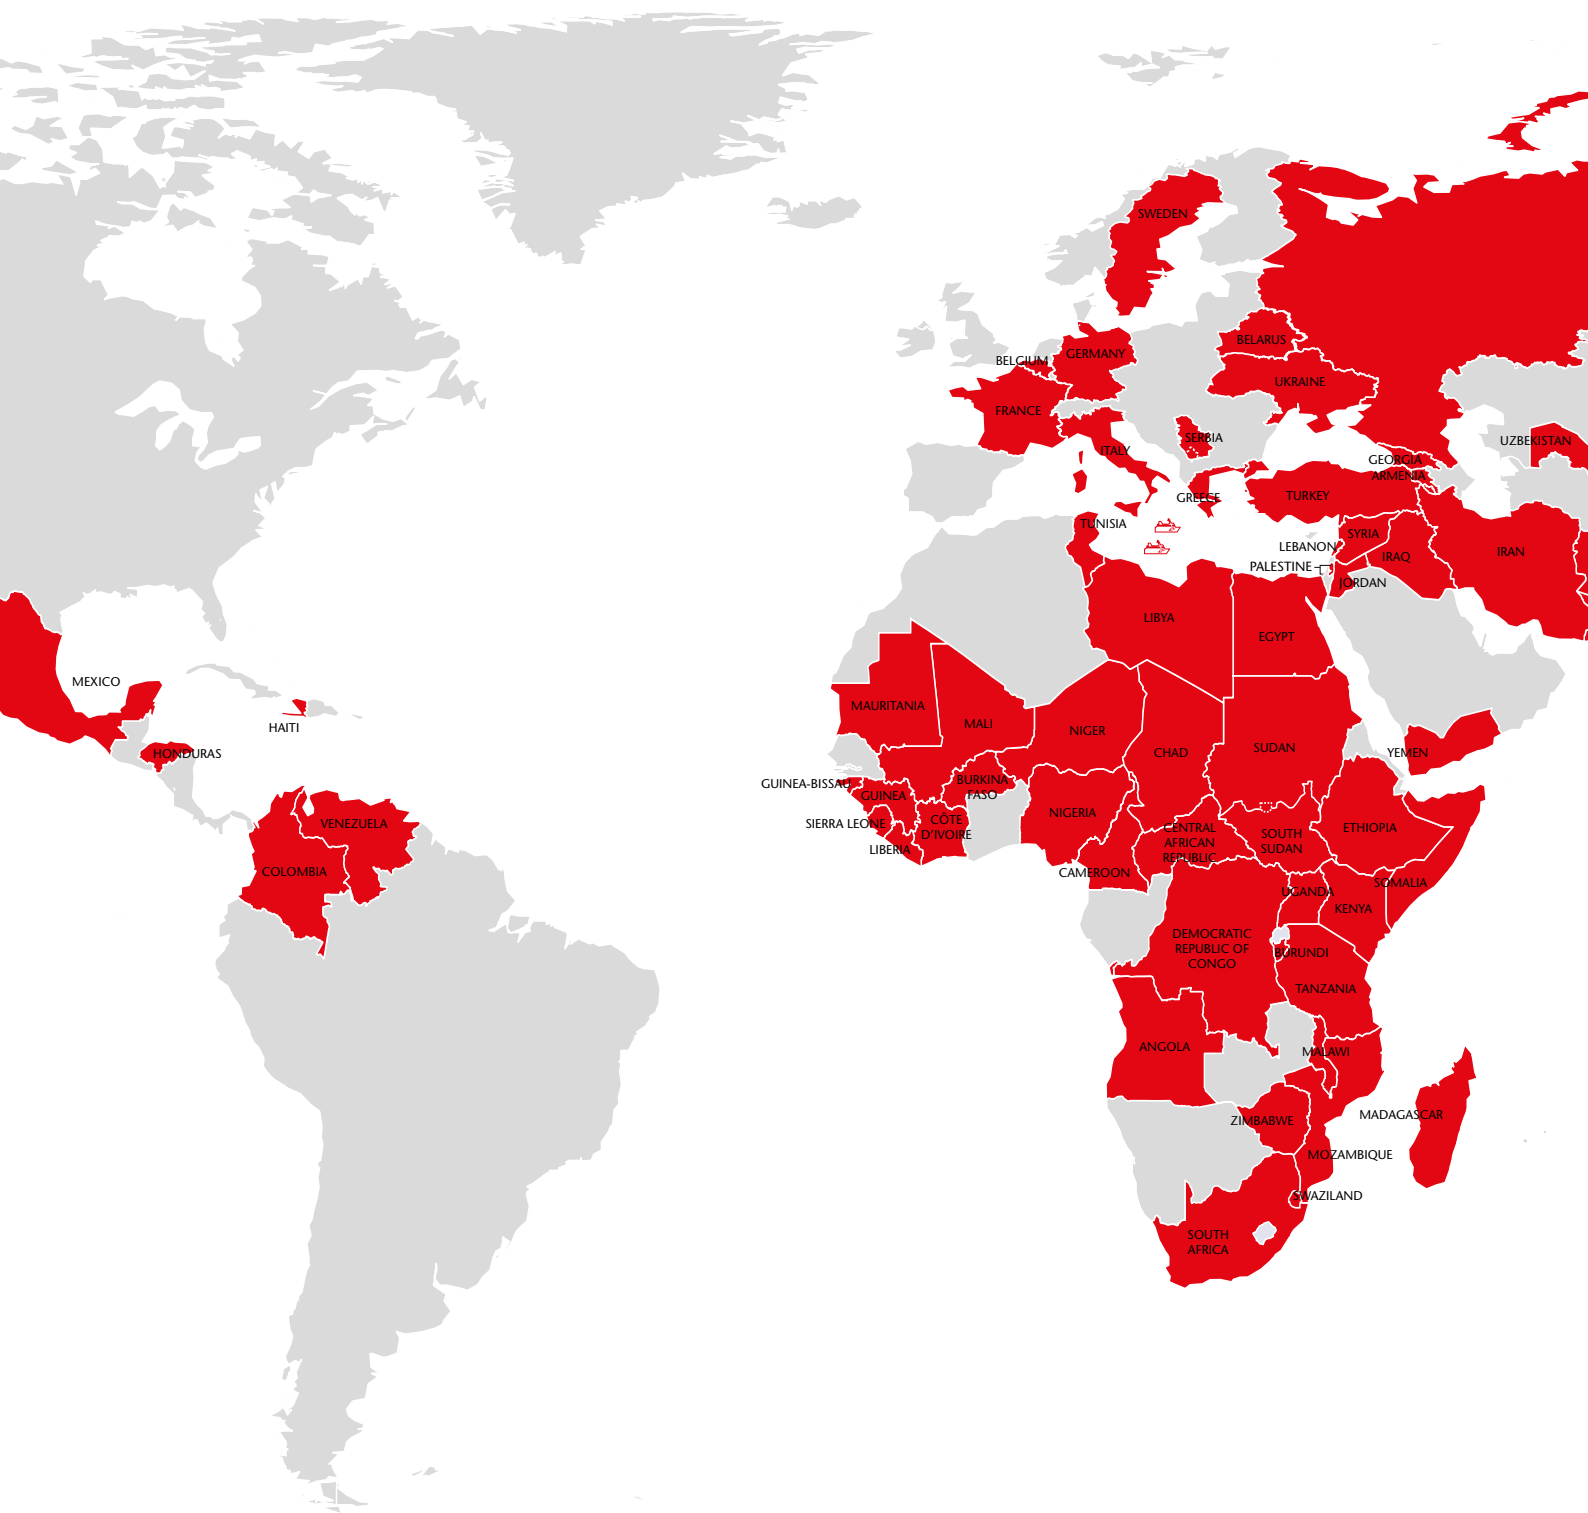 SWEDEN
BELARUS
GERMANY
BELGIUM
UKRAINE
FRANCE
SERBIA
UZBEKISTAN
ITALY
GEORGIA
ARMENIA
GREECE
TURKEY
TUNISIA
SYRIA
LEBANON
IRAQ
IRAN
PALESTINE
JORDAN
LIBYA
EGYPT
MEXICO
HAITI
HONDURAS
MAURITANIA
MALI
NIGER
CHAD
SUDAN
YEMEN
GUINEA-BISSAU
GUINEA
BURKINA
FASO
SIERRA LEONE
CÔTE
D'IVOIRE
LIBERIA
NIGERIA
VENEZUELA
COLOMBIA
CENTRAL
AFRICAN
REPUBLIC
SOUTH
SUDAN
ETHIOPIA
CAMEROON
UGANDA
SOMALIA
KENYA
DEMOCRATIC
REPUBLIC OF
CONGO
BURUNDI
TANZANIA
ANGOLA
MALAWI
ZIMBABWE
MADAGASCAR
MOZAMBIQUE
SWAZILAND
SOUTH
AFRICA